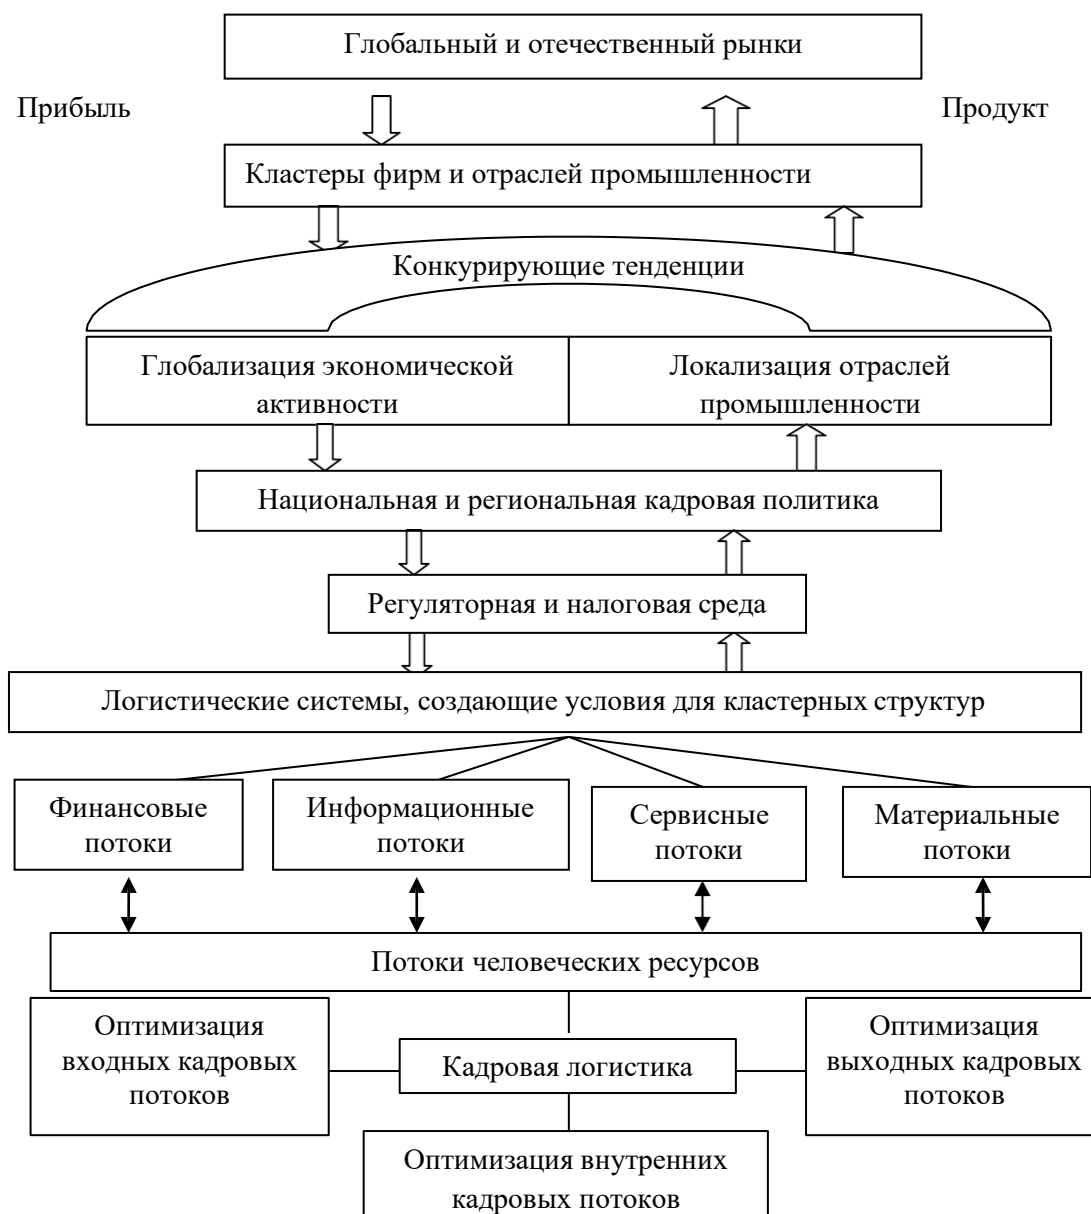 Глобальный и отечественный рынки
Прибыль
Продукт
Кластеры фирм и отраслей промышленности
Конкурирующие тенденции
Глобализация экономической
активности
Локализация отраслей
промышленности
Национальная и региональная кадровая политика
Регуляторная и налоговая среда
Логистические системы, создающие условия для кластерных структур
Финансовые
потоки
Информационные
потоки
Сервисные
потоки
Материальные
потоки
Потоки человеческих ресурсов
Оптимизация
входных кадровых
потоков
Кадровая логистика
Оптимизация
выходных кадровых
потоков
Оптимизация внутренних
кадровых потоков